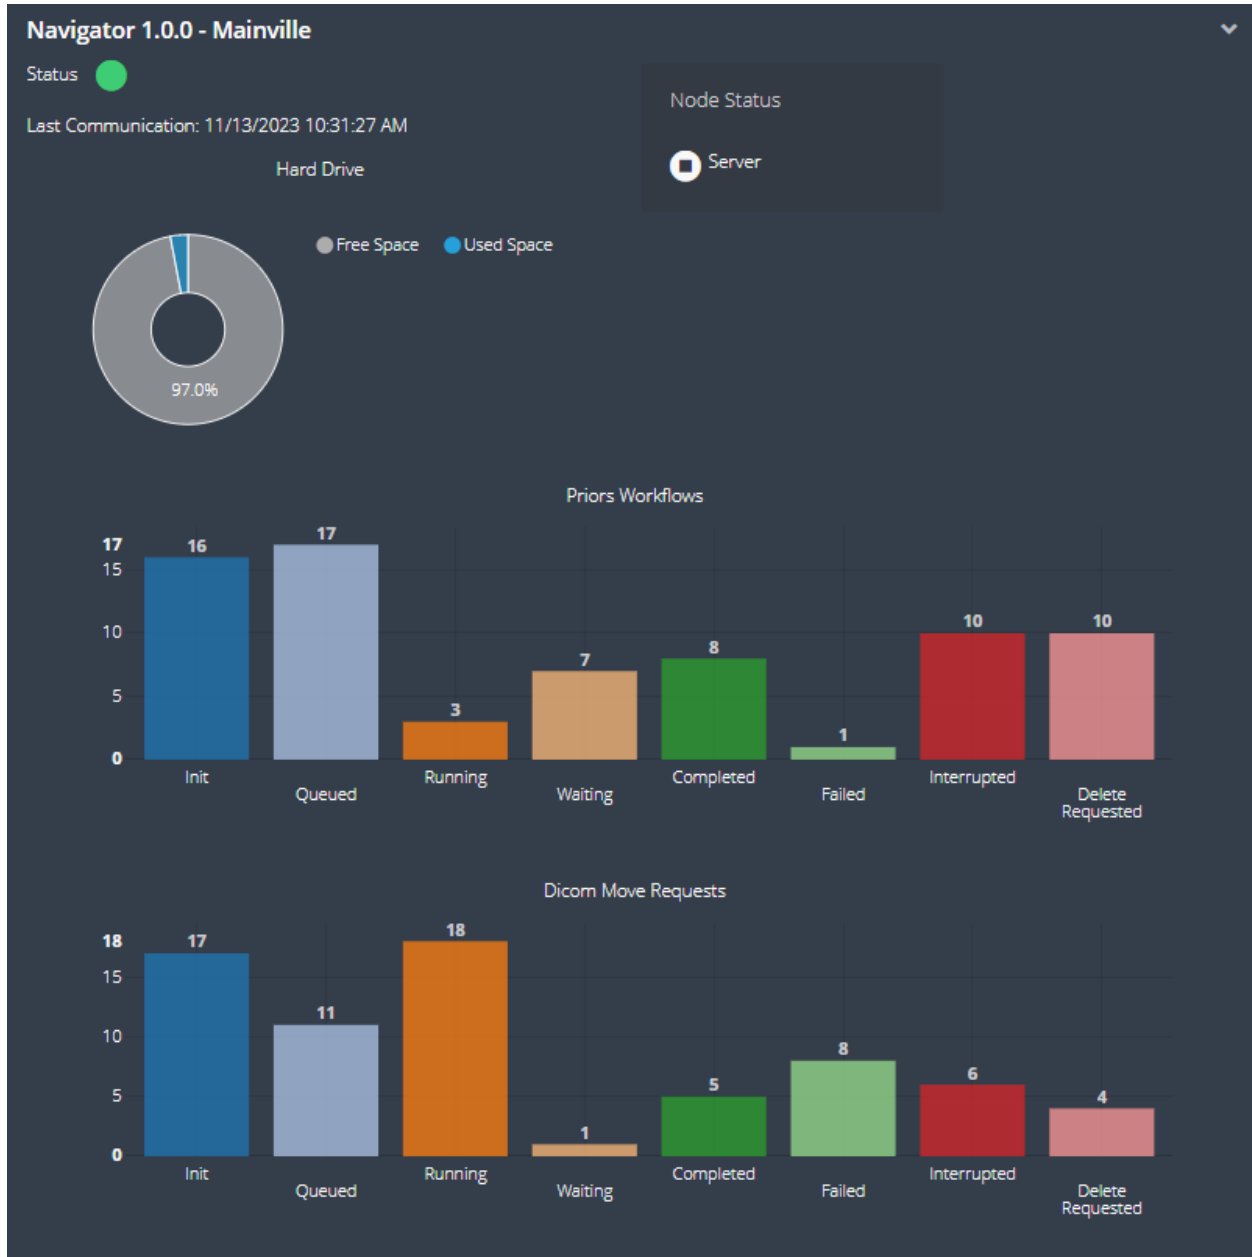 Navigator 1.0.0 - Mainville
Status
Node Status
Last Communication: 11/13/2023 10:31:27 AM
Server
Hard Drive
Free Space Used Space
97.0%
Priors Workflows
17
15
10
5
0
16 17 3 7 8 1 10 10
Init Queued Running Waiting Completed Failed Interrupted Delete
Requested
Dicom Move Requests
18
15
10
5
0
17 11 18 1 5 8 6 4
Init Queued Running Waiting Completed Failed Interrupted Delete
Requested